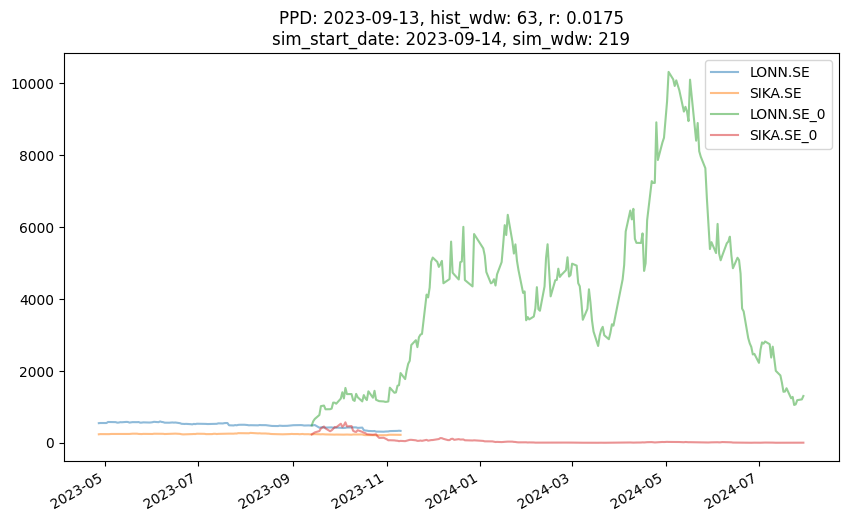 PPD: 2023-09-13, hist_wdw: 63, r: 0.0175
sim_start_date: 2023-09-14, sim_wdw: 219
LONN.SE
SIKA.SE
LONN.SE_0
SIKA.SE_0
10000
8000
6000
4000
2000
0
2023-05
2023-07
2023-09
2023-11
2024-01
2024-03
2024-05
2024-07